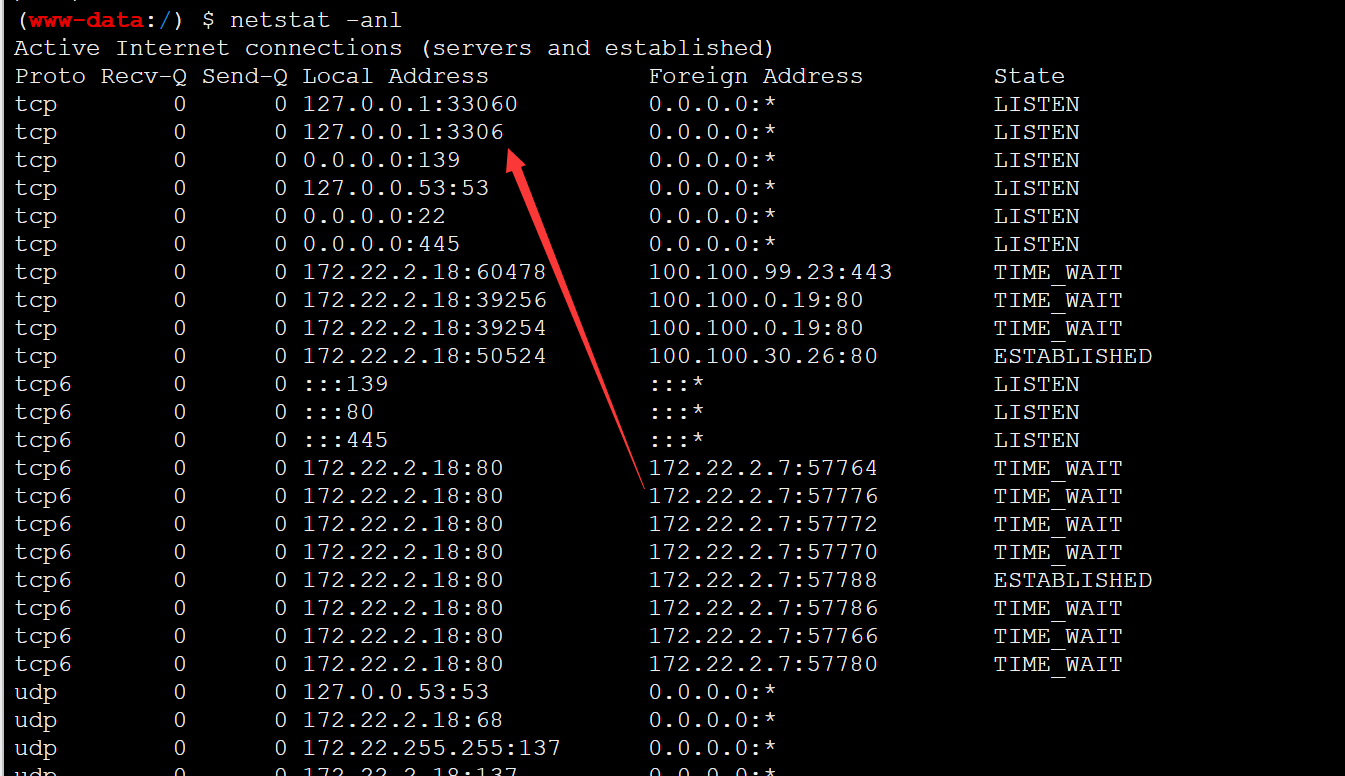 (www-data:/) $ netstat -anl
Active Internet connections (servers and established)
Proto Recv-Q Send-Q Local Address           Foreign Address         State
tcp        0      0 127.0.0.1:33060         0.0.0.0:*               LISTEN
tcp        0      0 127.0.0.1:3306          0.0.0.0:*               LISTEN
tcp        0      0 0.0.0.0:139             0.0.0.0:*               LISTEN
tcp        0      0 127.0.0.53:53           0.0.0.0:*               LISTEN
tcp        0      0 0.0.0.0:22              0.0.0.0:*               LISTEN
tcp        0      0 0.0.0.0:445             0.0.0.0:*               LISTEN
tcp        0      0 172.22.2.18:60478       100.100.99.23:443       TIME_WAIT
tcp        0      0 172.22.2.18:39256       100.100.0.19:80         TIME_WAIT
tcp        0      0 172.22.2.18:39254       100.100.0.19:80         TIME_WAIT
tcp        0      0 172.22.2.18:50524       100.100.30.26:80        ESTABLISHED
tcp6       0      0 :::139                  :::*                    LISTEN
tcp6       0      0 :::80                   :::*                    LISTEN
tcp6       0      0 :::445                  :::*                    LISTEN
tcp6       0      0 172.22.2.18:80          172.22.2.7:57764        TIME_WAIT
tcp6       0      0 172.22.2.18:80          172.22.2.7:57776        TIME_WAIT
tcp6       0      0 172.22.2.18:80          172.22.2.7:57772        TIME_WAIT
tcp6       0      0 172.22.2.18:80          172.22.2.7:57770        TIME_WAIT
tcp6       0      0 172.22.2.18:80          172.22.2.7:57788        ESTABLISHED
tcp6       0      0 172.22.2.18:80          172.22.2.7:57786        TIME_WAIT
tcp6       0      0 172.22.2.18:80          172.22.2.7:57766        TIME_WAIT
tcp6       0      0 172.22.2.18:80          172.22.2.7:57780        TIME_WAIT
udp        0      0 127.0.0.53:53           0.0.0.0:*
udp        0      0 172.22.2.18:68          0.0.0.0:*
udp        0      0 172.22.255.255:137      0.0.0.0:*
udp        0      0 172.22.2.18:137         0.0.0.0:*